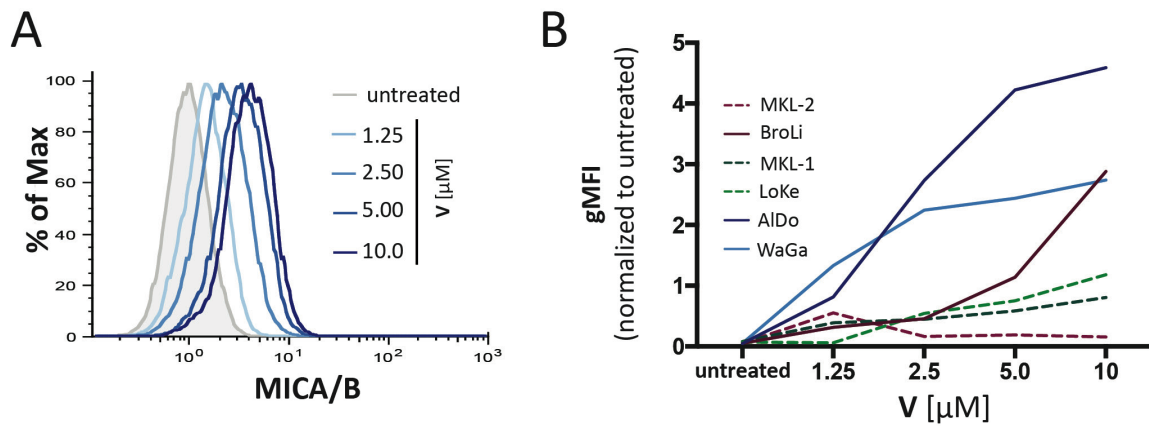 A
% of Max
100
80
60
40
20
0
10⁰
10¹
10²
10³
MICA/B
untreated
1.25
2.50
5.00
10.0
V [μM]
B
gMFI
(normalized to untreated)
5
4
3
2
1
0
MKL-2
BroLi
MKL-1
LoKe
AlDo
WaGa
untreated
1.25
2.5
5.0
10
V [μM]